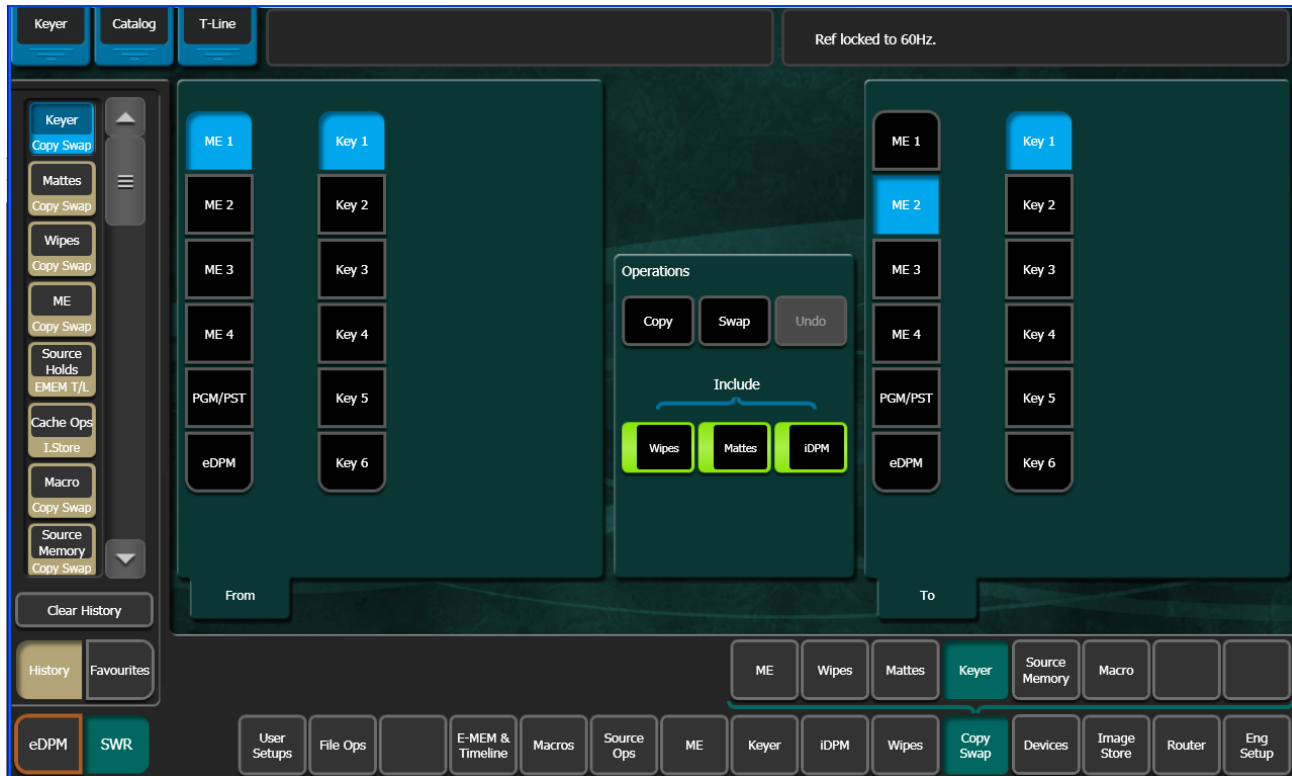 Keyer
Catalog
T-Line
Ref locked to 60Hz.
Keyer
Copy Swap
Mattes
Copy Swap
Wipes
Copy Swap
ME
Copy Swap
Source
Holds
EMEM T/L
Cache Ops
I.Store
Macro
Copy Swap
Source
Memory
Copy Swap
Clear History
History
Favourites
ME 1
Key 1
ME 2
Key 2
ME 3
Key 3
ME 4
Key 4
PGM/PST
Key 5
eDPM
Key 6
From
Operations
Copy
Swap
Undo
Include
Wipes
Mattes
iDPM
ME 1
Key 1
ME 2
Key 2
ME 3
Key 3
ME 4
Key 4
PGM/PST
Key 5
eDPM
Key 6
To
ME
Wipes
Mattes
Keyer
Source
Memory
Macro
eDPM
SWR
User
Setups
File Ops
E-MEM &
Timeline
Macros
Source
Ops
ME
Keyer
iDPM
Wipes
Copy
Swap
Devices
Image
Store
Router
Eng
Setup